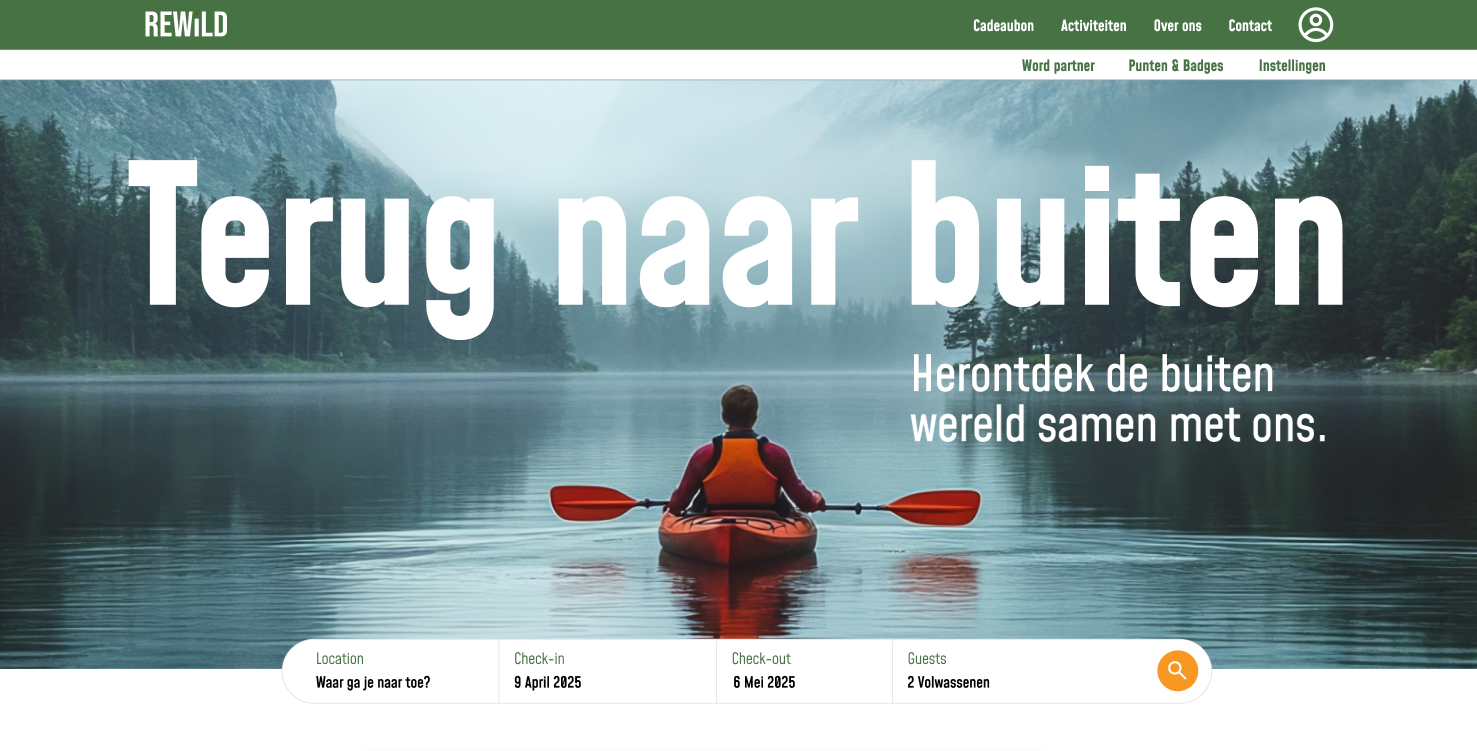 REWiLD
Cadeaubon Activiteiten Over ons Contact
Word partner Punten & Badges Instellingen
Terug naar buiten
Herontdek de buiten
wereld samen met ons.
Location Check-in Check-out Guests
Waar ga je naar toe? 9 April 2025 6 Mei 2025 2 Volwassenen